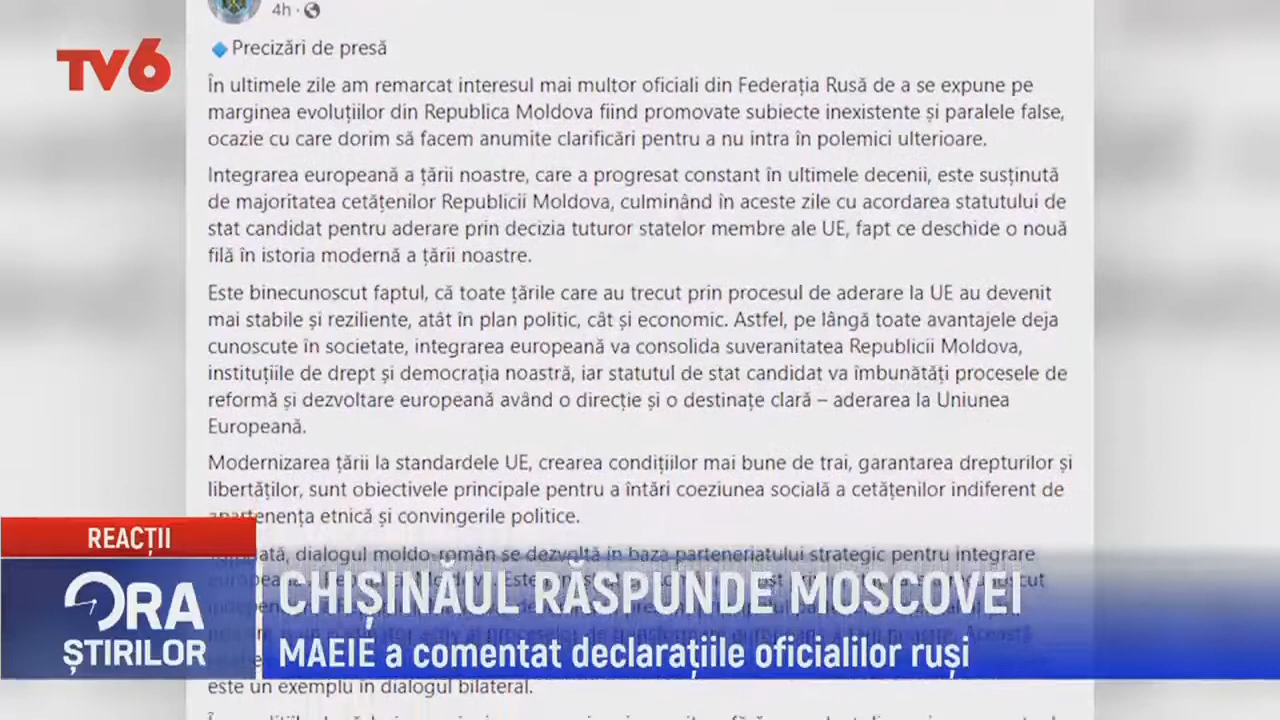 4h
TV6
Precizări de presă
În ultimele zile am remarcat interesul mai multor oficiali din Federația Rusă de a se expune pe
marginea evoluțiilor din Republica Moldova fiind promovate subiecte inexistente și paralele false,
ocazie cu care dorim să facem anumite clarificări pentru a nu intra în polemici ulterioare.
Integrarea europeană a țării noastre, care a progresat constant în ultimele decenii, este susținută
de majoritatea cetățenilor Republicii Moldova, culminând în aceste zile cu acordarea statutului de
stat candidat pentru aderare prin decizia tuturor statelor membre ale UE, fapt ce deschide o nouă
filă în istoria modernă a țării noastre.
Este binecunoscut faptul, că toate țările care au trecut prin procesul de aderare la UE au devenit
mai stabile și reziliente, atât în plan politic, cât și economic. Astfel, pe lângă toate avantajele deja
cunoscute în societate, integrarea europeană va consolida suveranitatea Republicii Moldova,
instituțiile de drept și democrația noastră, iar statutul de stat candidat va îmbunătăți procesele de
reformă și dezvoltare europeană având o direcție și o destinațe clară – aderarea la Uniunea
Europeană.
Modernizarea țării la standardele UE, crearea condițiilor mai bune de trai, garantarea drepturilor și
libertăților, sunt obiectivele principale pentru a întări coeziunea socială a cetățenilor indiferent de
apartenența etnică și convingerile politice.
dialogul moldo-român se dezvoltă în baza parteneriatului strategic pentru integrare
REACȚII
ORA
ȘTIRILOR
CHIȘINĂUL RĂSPUNDE MOSCOVEI
MAEIE a comentat declarațiile oficialilor ruși
este un exemplu în dialogul bilateral.